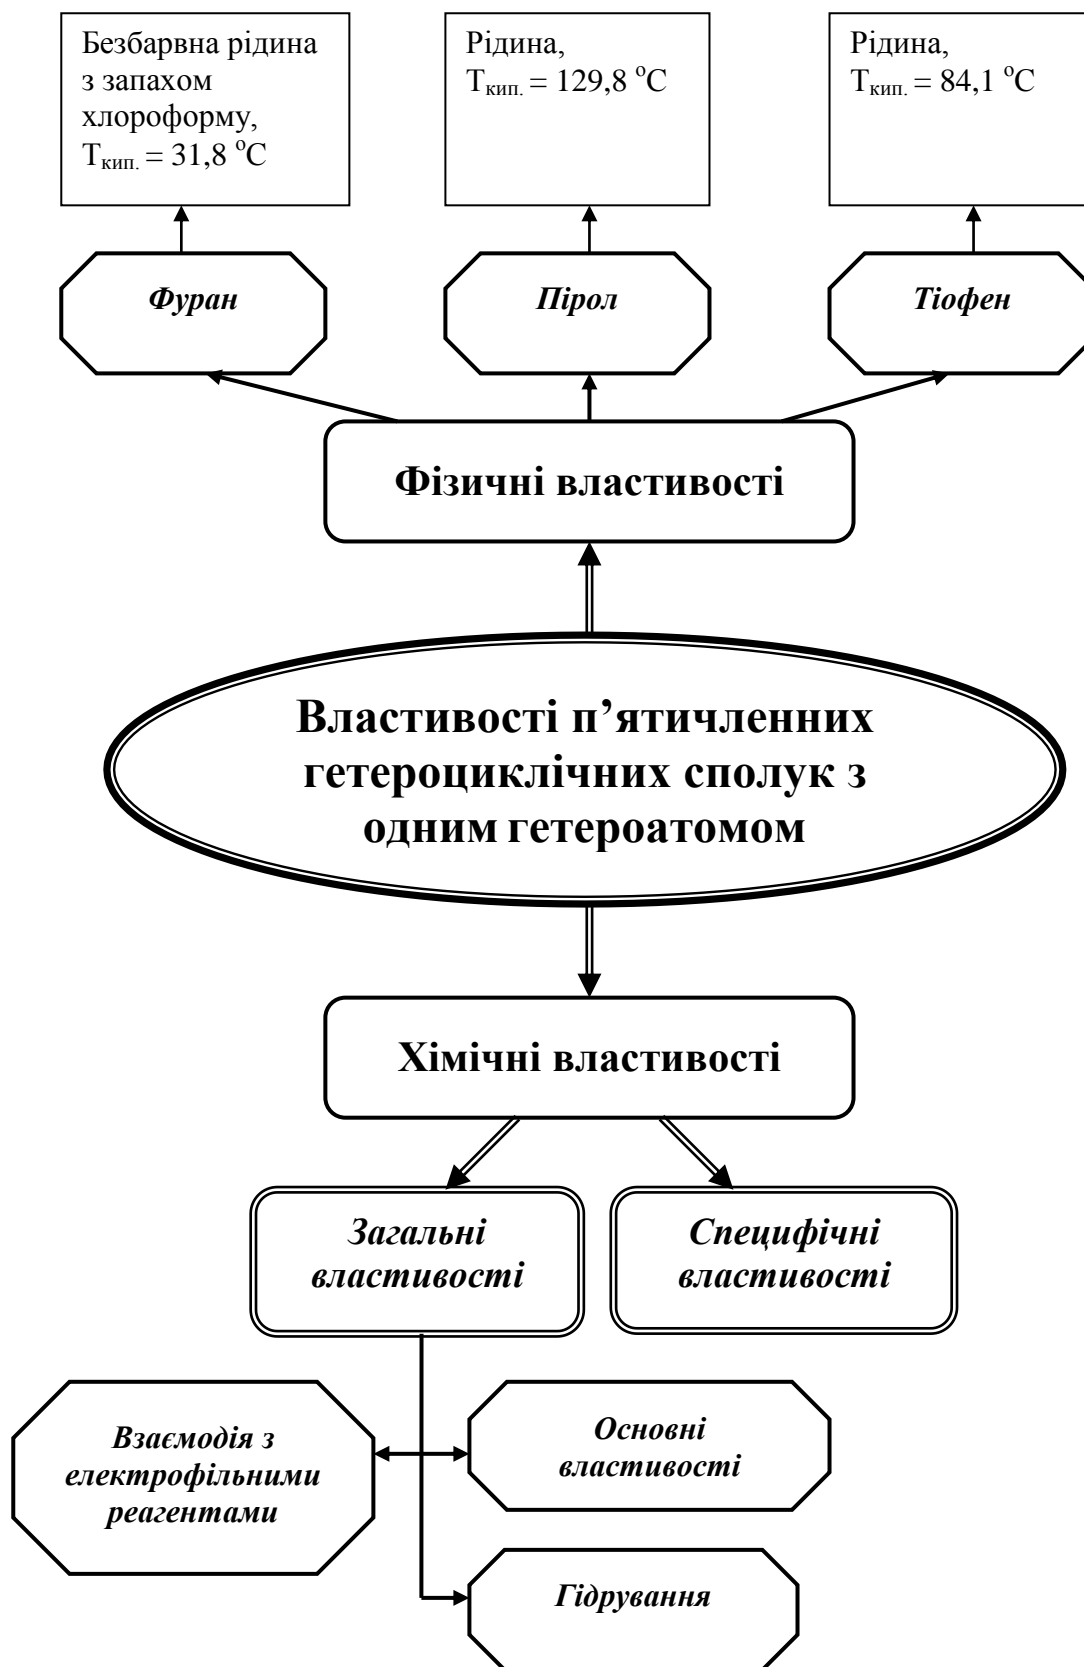 Безбарвна рідина
з запахом
хлороформу,
Ткип. = 31,8 °С
Рідина,
Ткип. = 129,8 °С
Рідина,
Ткип. = 84,1 °С
Фуран
Пірол
Тіофен
Фізичні властивості
Властивості п’ятичленних
гетероциклічних сполук з
одним гетероатомом
Хімічні властивості
Загальні
властивості
Специфічні
властивості
Взаємодія з
електрофільними
реагентами
Основні
властивості
Гідрування